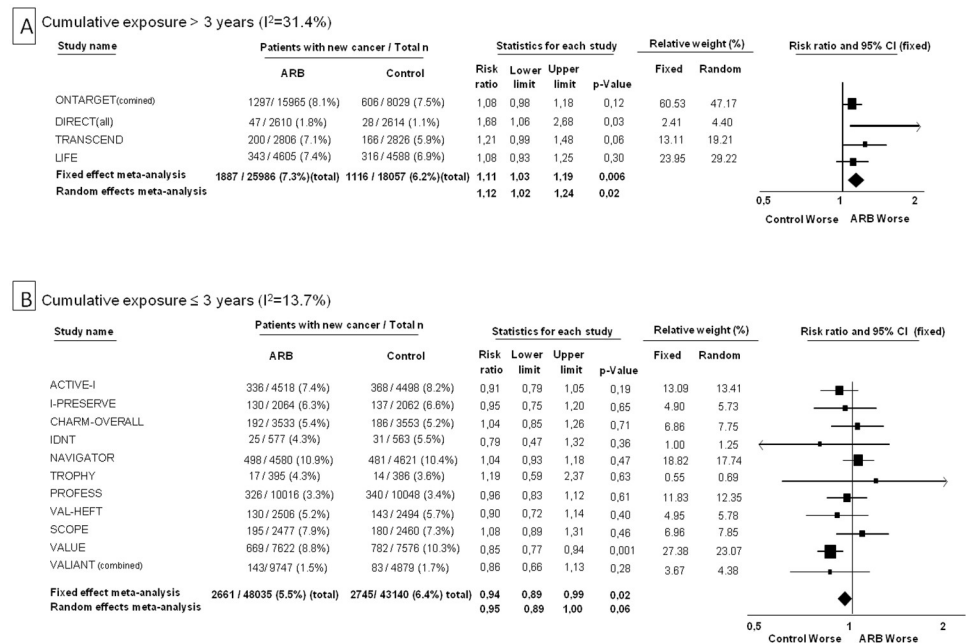 A Cumulative exposure > 3 years (I²=31.4%)
Study name Patients with new cancer / Total n Statistics for each study Relative weight (%) Risk ratio and 95% CI (fixed)
ARB Control Risk ratio Lower limit Upper limit p-Value Fixed Random
ONTARGET(comined) 1297/ 15965 (8.1%) 606 / 8029 (7.5%) 1,08 0,98 1,18 0,12 60.53 47.17
DIRECT(all) 47 / 2610 (1.8%) 28 / 2614 (1.1%) 1,68 1,06 2,68 0,03 2.41 4.40
TRANSCEND 200 / 2806 (7.1%) 166 / 2826 (5.9%) 1,21 0,99 1,48 0,06 13.11 19.21
LIFE 343 / 4605 (7.4%) 316 / 4588 (6.9%) 1,08 0,93 1,25 0,30 23.95 29.22
Fixed effect meta-analysis 1887 / 25986 (7.3%)(total) 1116 / 18057 (6.2%)(total) 1,11 1,03 1,19 0,006
Random effects meta-analysis 1,12 1,02 1,24 0,02
0,5 1 2
Control Worse ARB Worse
B Cumulative exposure ≤ 3 years (I²=13.7%)
Study name Patients with new cancer / Total n Statistics for each study Relative weight (%) Risk ratio and 95% CI (fixed)
ARB Control Risk ratio Lower limit Upper limit p-Value Fixed Random
ACTIVE-I 336 / 4518 (7.4%) 368 / 4498 (8.2%) 0,91 0,79 1,05 0,19 13.09 13.41
I-PRESERVE 130 / 2064 (6.3%) 137 / 2062 (6.6%) 0,95 0,75 1,20 0,65 4.90 5.73
CHARM-OVERALL 192 / 3533 (5.4%) 186 / 3553 (5.2%) 1,04 0,85 1,26 0,71 6.86 7.75
IDNT 25 / 577 (4.3%) 31 / 563 (5.5%) 0,79 0,47 1,32 0,36 1.00 1.25
NAVIGATOR 498 / 4580 (10.9%) 481 / 4621 (10.4%) 1,04 0,93 1,18 0,47 18.82 17.74
TROPHY 17 / 395 (4.3%) 14 / 386 (3.6%) 1,19 0,59 2,37 0,63 0.55 0.69
PROFESS 326 / 10016 (3.3%) 340 / 10048 (3.4%) 0,96 0,83 1,12 0,61 11.83 12.35
VAL-HEFT 130 / 2506 (5.2%) 143 / 2494 (5.7%) 0,90 0,72 1,14 0,40 4.95 5.78
SCOPE 195 / 2477 (7.9%) 180 / 2460 (7.3%) 1,08 0,89 1,31 0,46 6.96 7.85
VALUE 669 / 7622 (8.8%) 782 / 7576 (10.3%) 0,85 0,77 0,94 0,001 27.38 23.07
VALIANT (combined) 143/ 9747 (1.5%) 83 / 4879 (1.7%) 0,86 0,66 1,13 0,28 3.67 4.38
Fixed effect meta-analysis 2661 / 48035 (5.5%) (total) 2745/ 43140 (6.4%) total) 0,94 0,89 0,99 0,02
Random effects meta-analysis 0,95 0,89 1,00 0,06
0,5 1 2
Control Worse ARB Worse